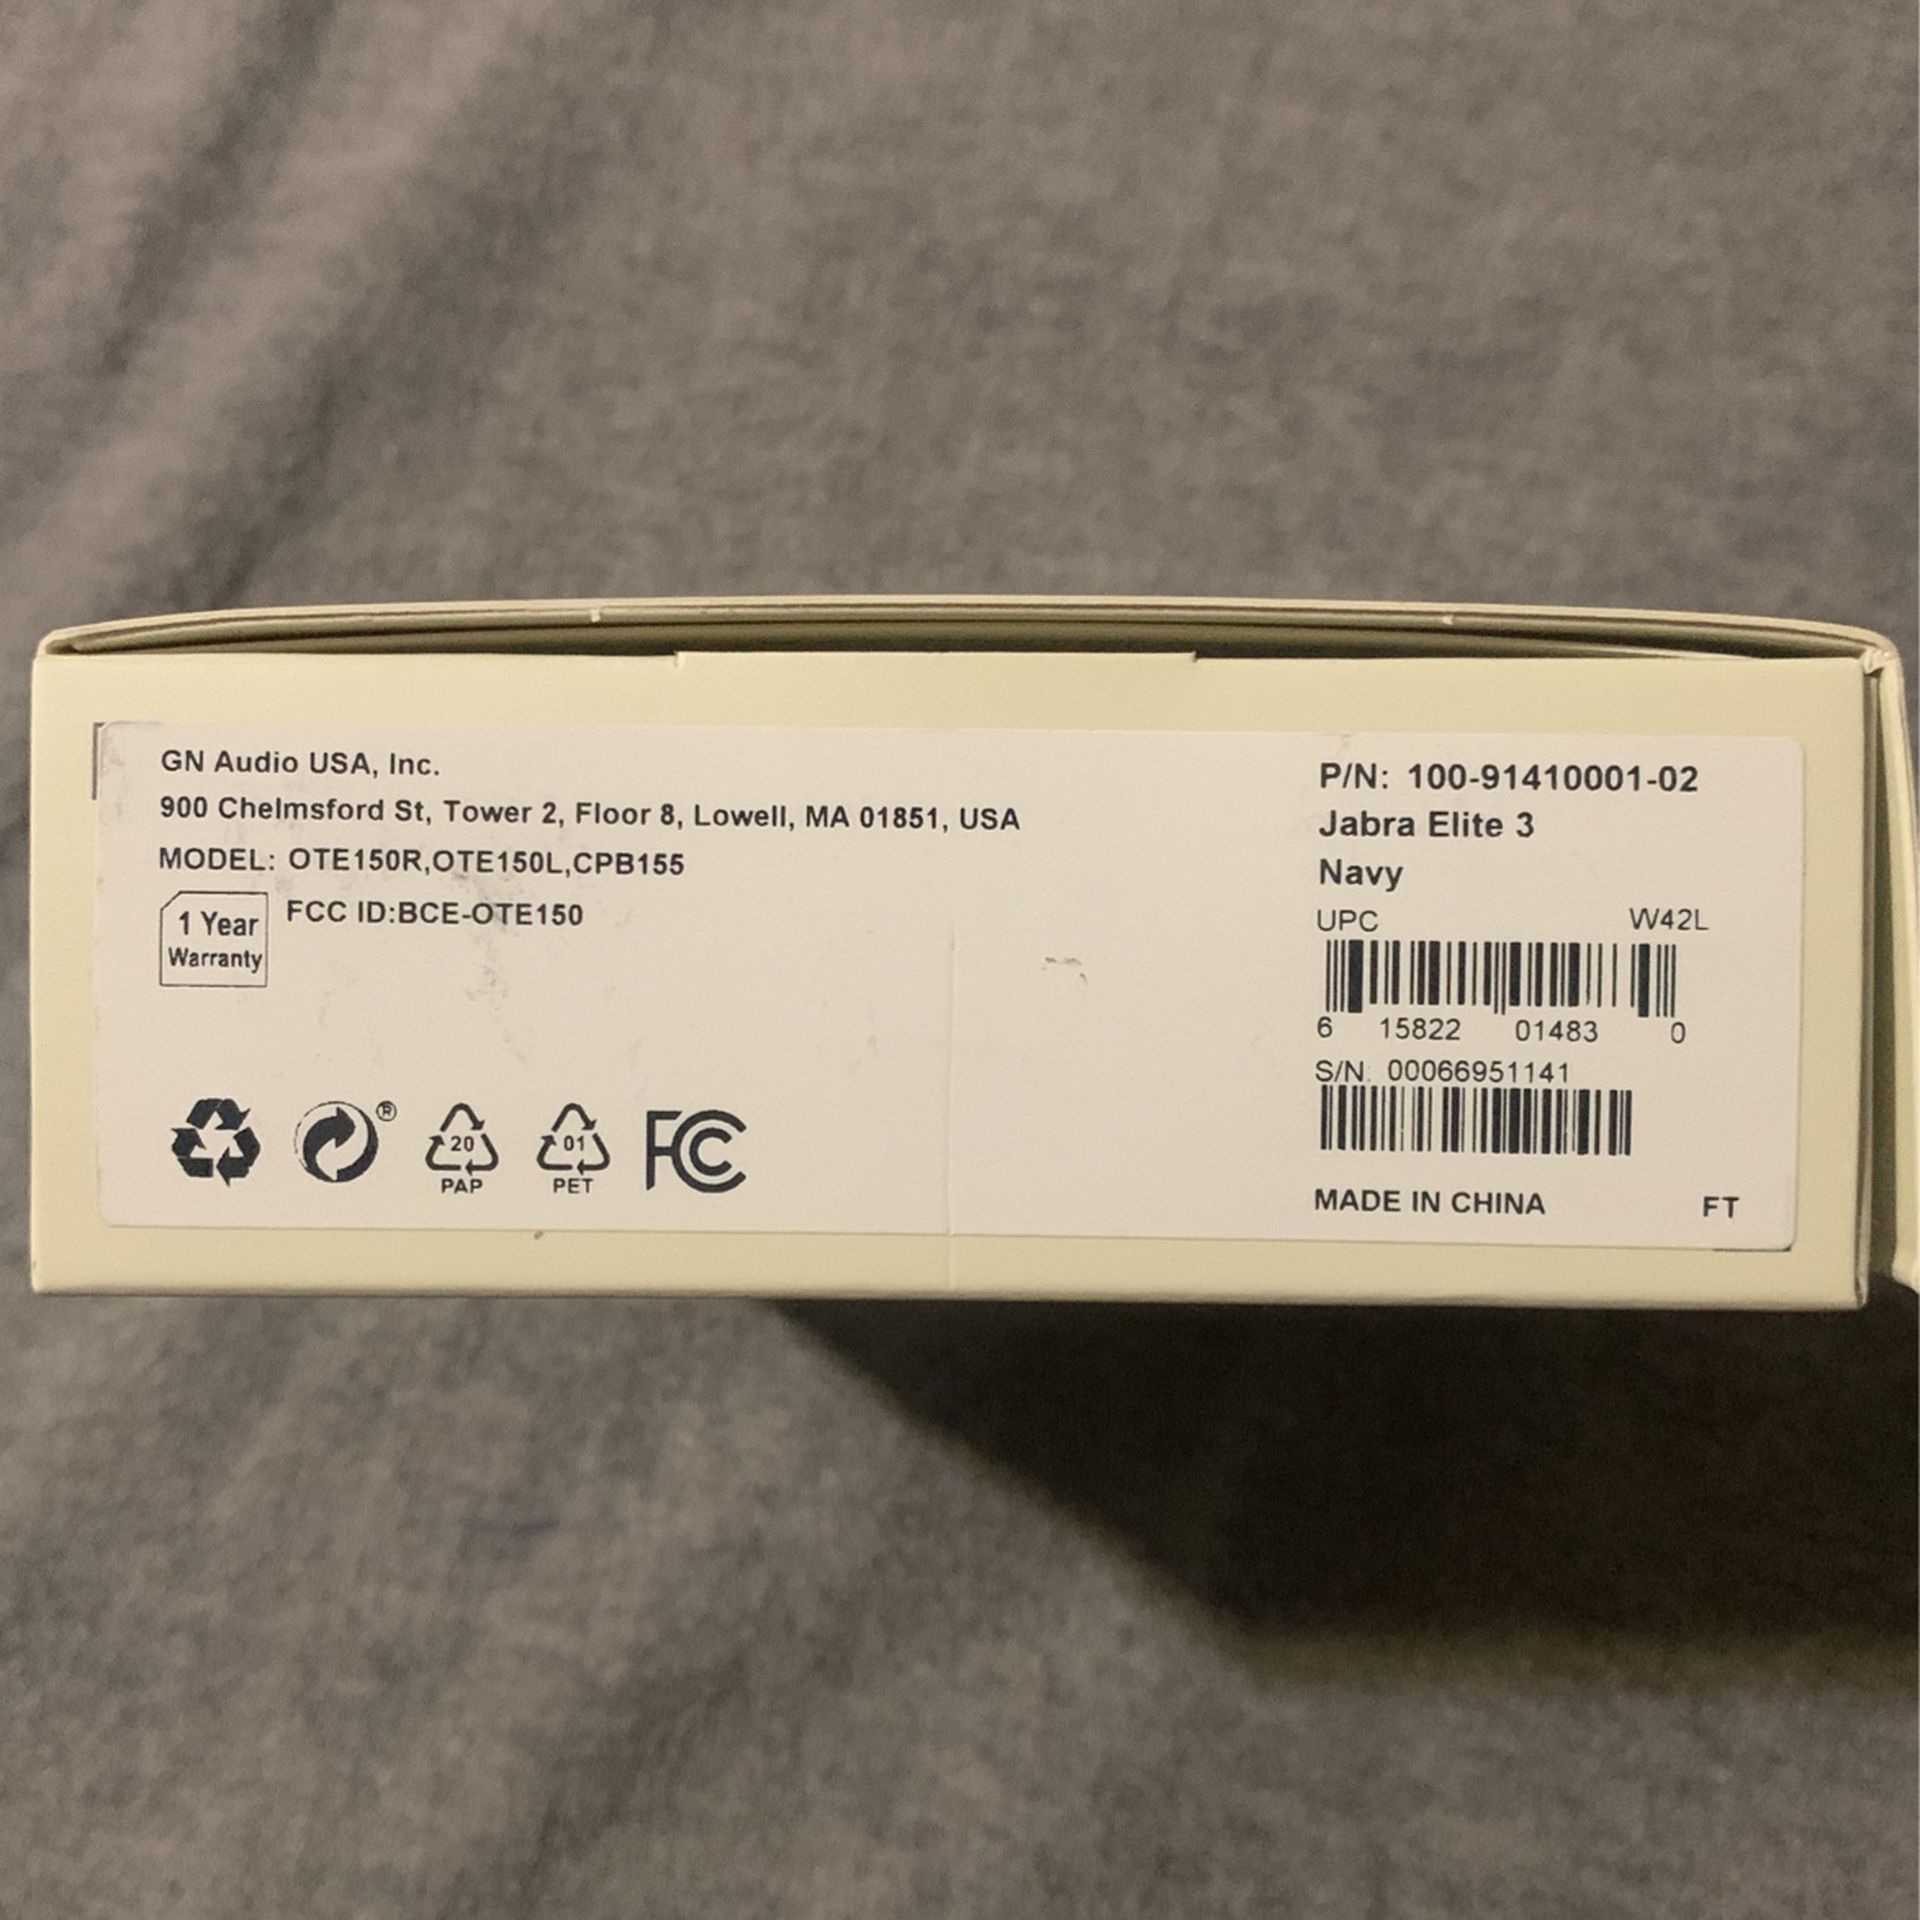 GN Audio USA, Inc.
900 Chelmsford St, Tower 2, Floor 8, Lowell, MA 01851, USA
MODEL: OTE150R,OTE150L,CPB155
1 Year
Warranty
FCC ID:BCE-OTE150
®
20
PAP
01
PET
FC
P/N: 100-91410001-02
Jabra Elite 3
Navy
UPC W42L
6 15822 01483 0
S/N. 00066951141
MADE IN CHINA FT